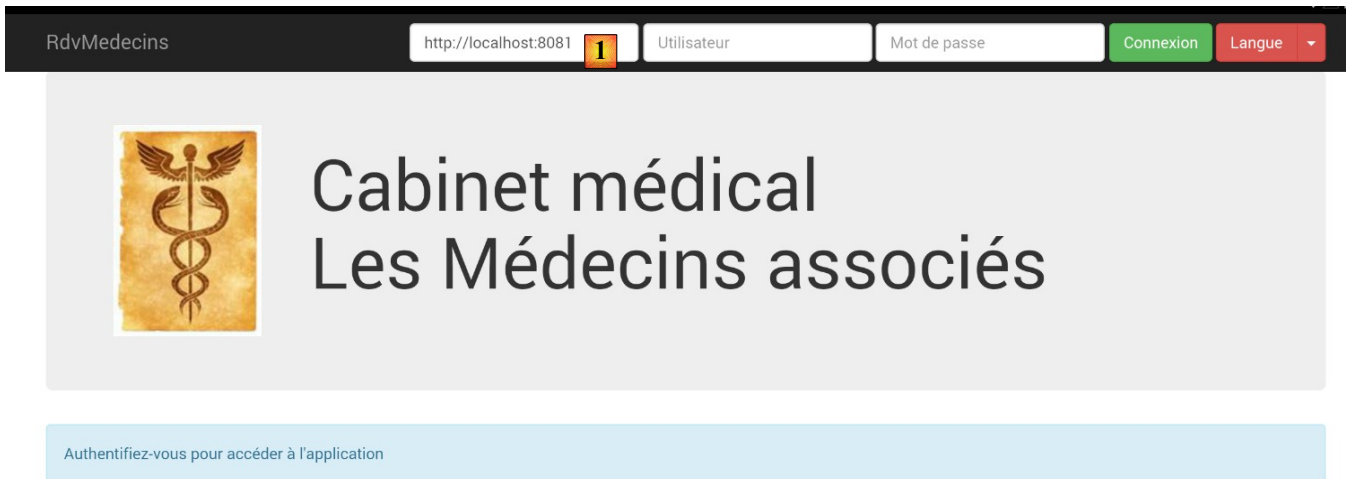 RdvMedecins http://localhost:8081 1 Utilisateur Mot de passe Connexion Langue
Cabinet médical
Les Médecins associés
Authentifiez-vous pour accéder à l'application